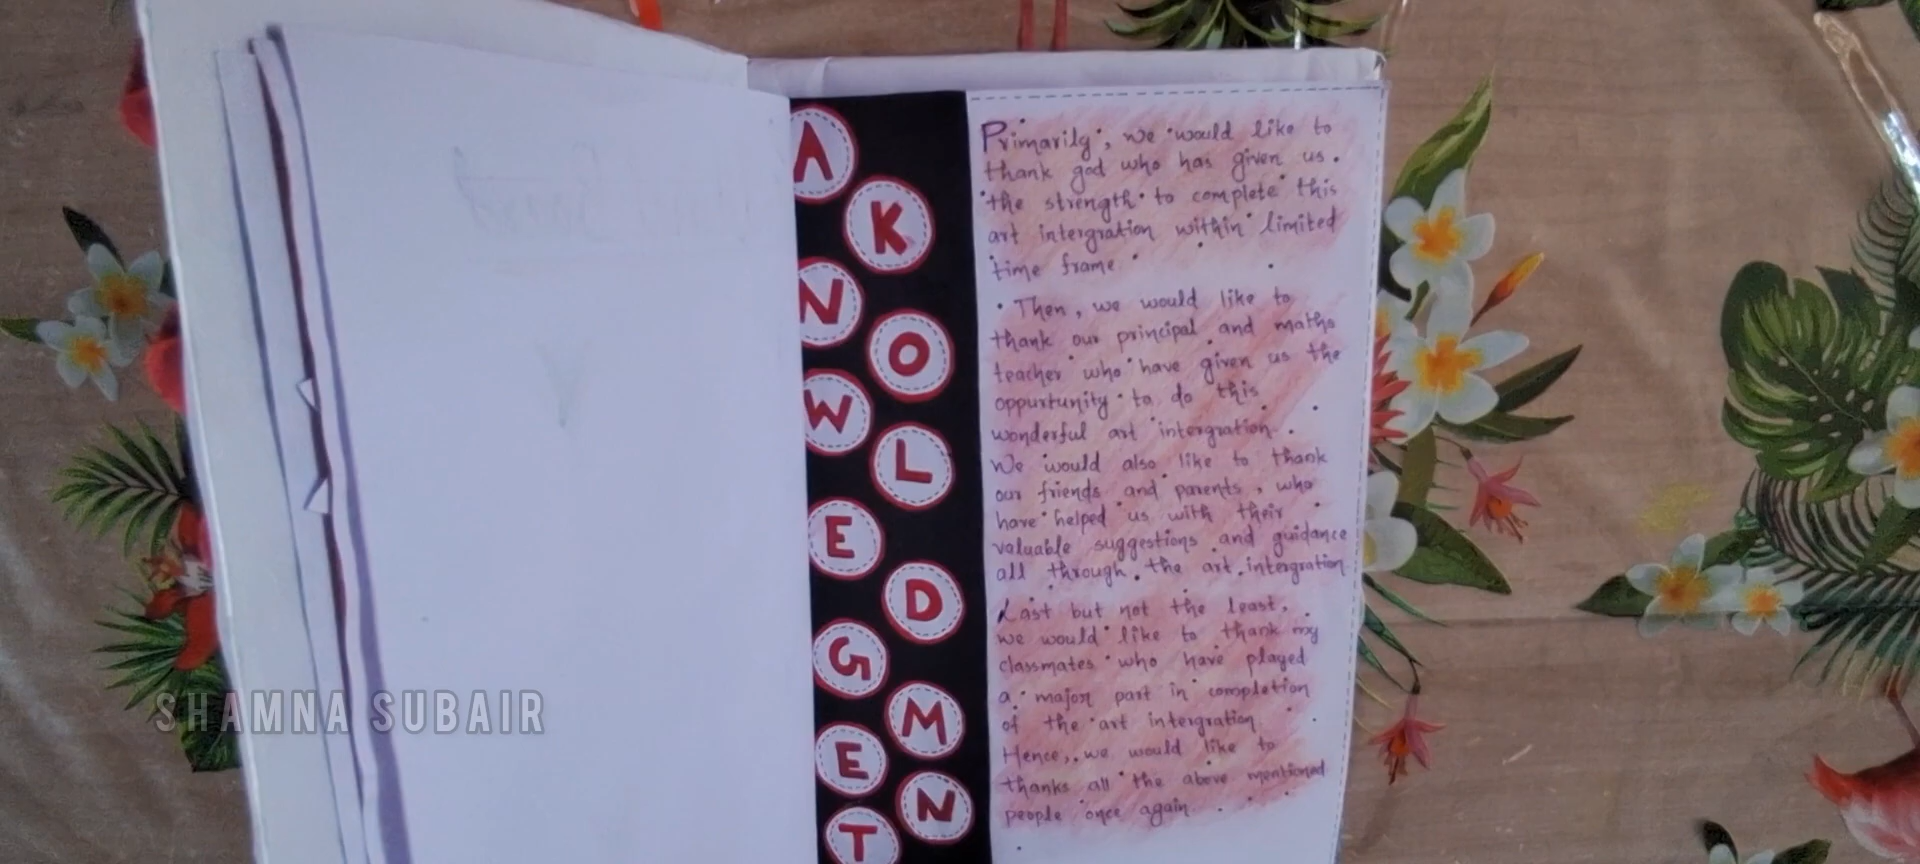 A
K
N
O
W
L
E
D
G
M
E
N
T
Primarily, we would like to
thank god who has given us.
the strength to complete this
art intergration within limited
time frame.
Then, we would like to
thank our principal and maths
teacher who have given us the
oppurtunity to do this
wonderful art intergration.
We would also like to thank
our friends and parents, who
have helped us with their
valuable suggestions and guidance
all through the art intergration.
Last but not the least,
we would like to thank my
classmates who have played
a major part in completion
of the art intergration.
Hence, we would like to
thanks all the above mentioned
people once again.
SHAMNA SUBAIR